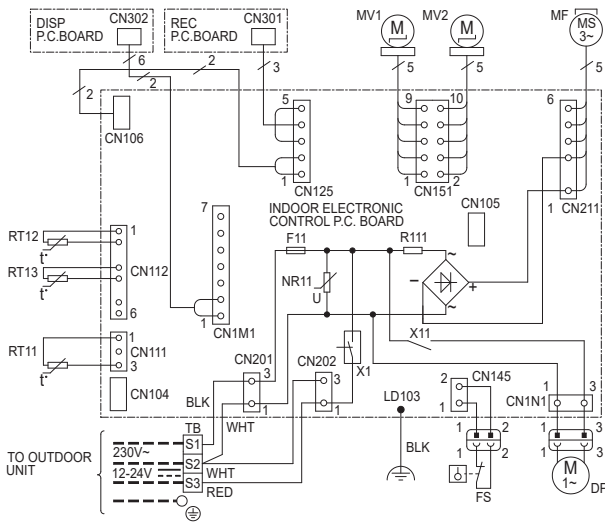 DISP P.C.BOARD CN302
REC P.C.BOARD CN301
MV1 M
MV2 M
MF MS 3~
6 2 2 3 5 5 5
2
CN106
5 1 CN125
9 10 1 2 CN151
6 1 CN211
INDOOR ELECTRONIC
CONTROL P.C. BOARD
CN105
RT12 t°
RT13 t°
1 6 CN112
7 1 CN1M1
F11
R111
NR11 U
~ − + ~
X11
X1
RT11 t°
1 3 CN111
CN104
CN201 3 1
CN202 3 1
LD103
CN145 2 1
CN1N1 1 3
BLK
WHT
TB
S1
S2
S3
TO OUTDOOR
UNIT
230V~
12-24V
WHT
RED
BLK
1 2
1 2
FS
1 3
1 3
M 1~
DP